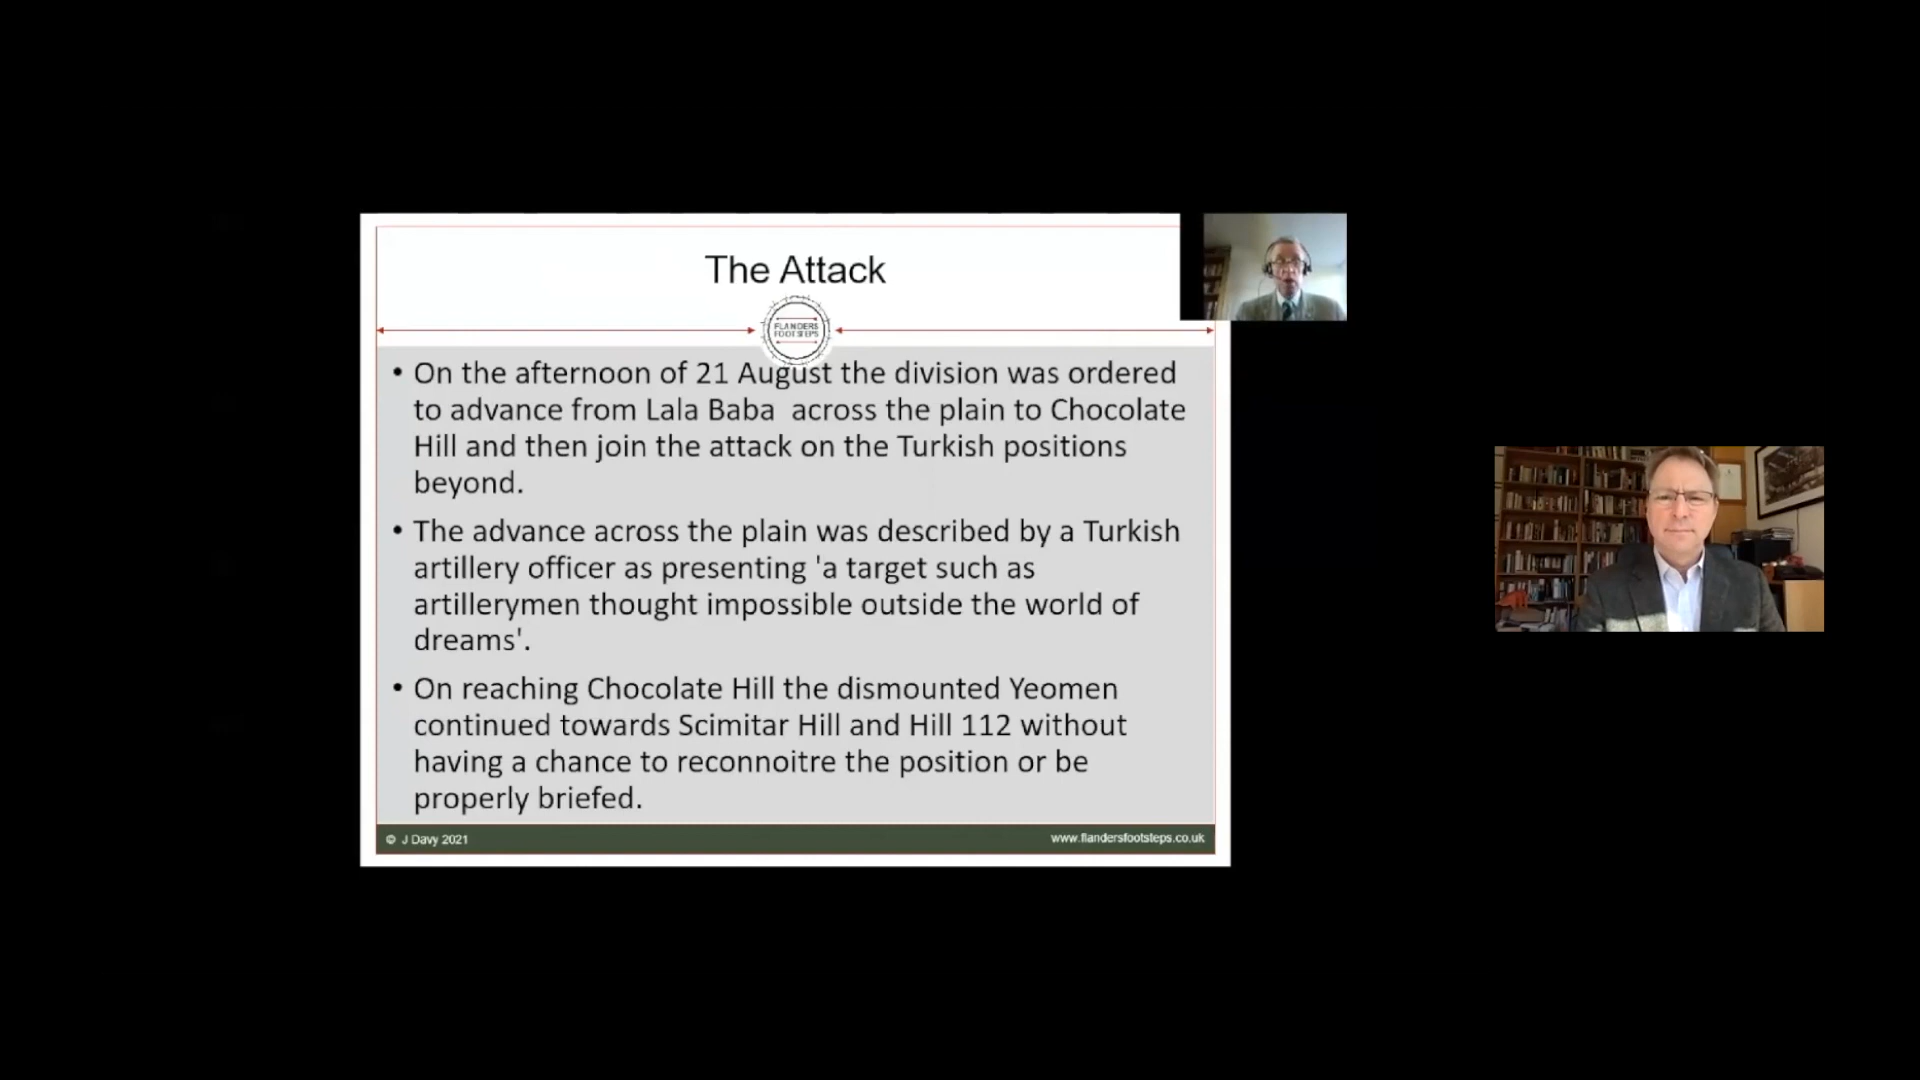 The Attack
FLANDERS
FOOTSTEPS
• On the afternoon of 21 August the division was ordered
to advance from Lala Baba across the plain to Chocolate
Hill and then join the attack on the Turkish positions
beyond.
• The advance across the plain was described by a Turkish
artillery officer as presenting 'a target such as
artillerymen thought impossible outside the world of
dreams'.
• On reaching Chocolate Hill the dismounted Yeomen
continued towards Scimitar Hill and Hill 112 without
having a chance to reconnoitre the position or be
properly briefed.
© J Davy 2021
www.flandersfootsteps.co.uk